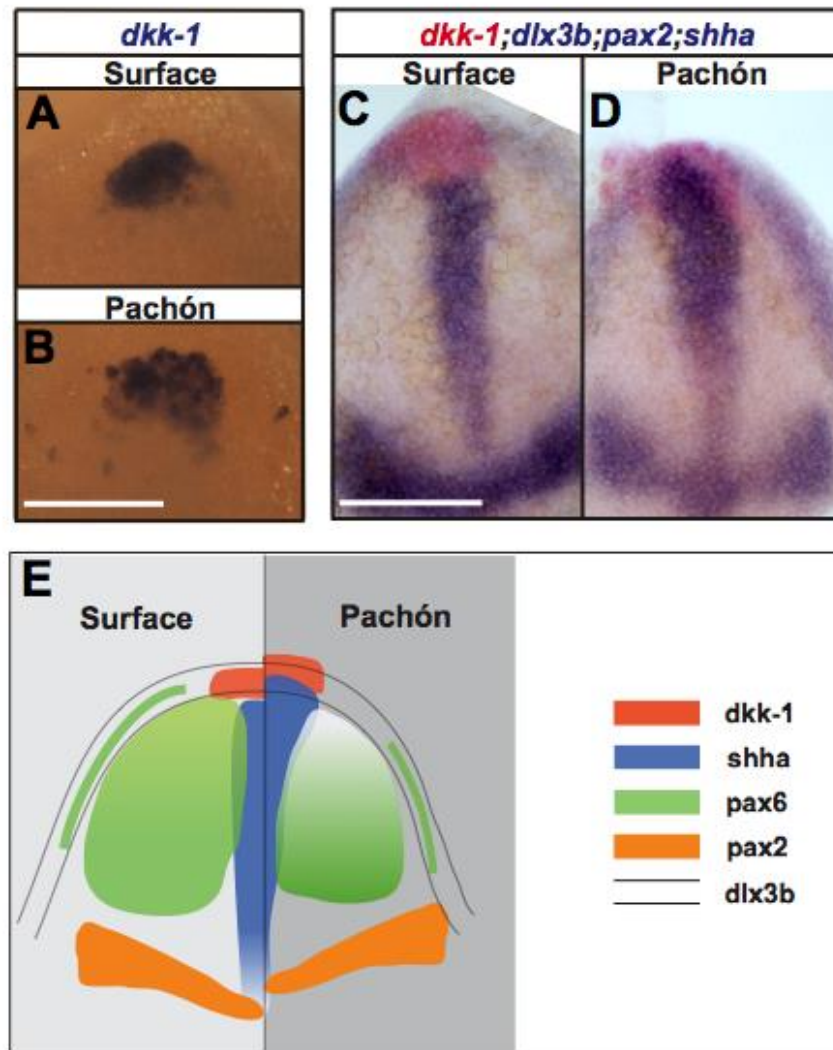 dkk-1
Surface
A
Pachón
B
dkk-1;dlx3b;pax2;shha
Surface Pachón
C D
E
Surface Pachón
dkk-1
shha
pax6
pax2
dlx3b